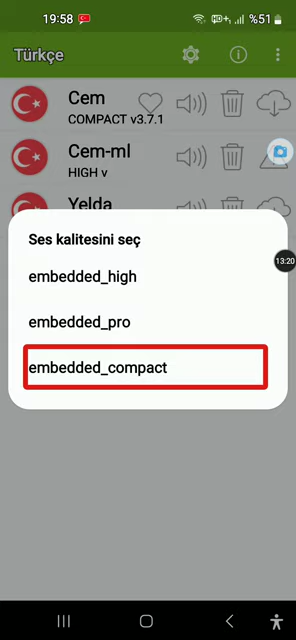 19:58
%51
Türkçe
Cem
COMPACT v3.7.1
Cem-ml
HIGH v
Yelda
Ses kalitesini seç
13:20
embedded_high
embedded_pro
embedded_compact